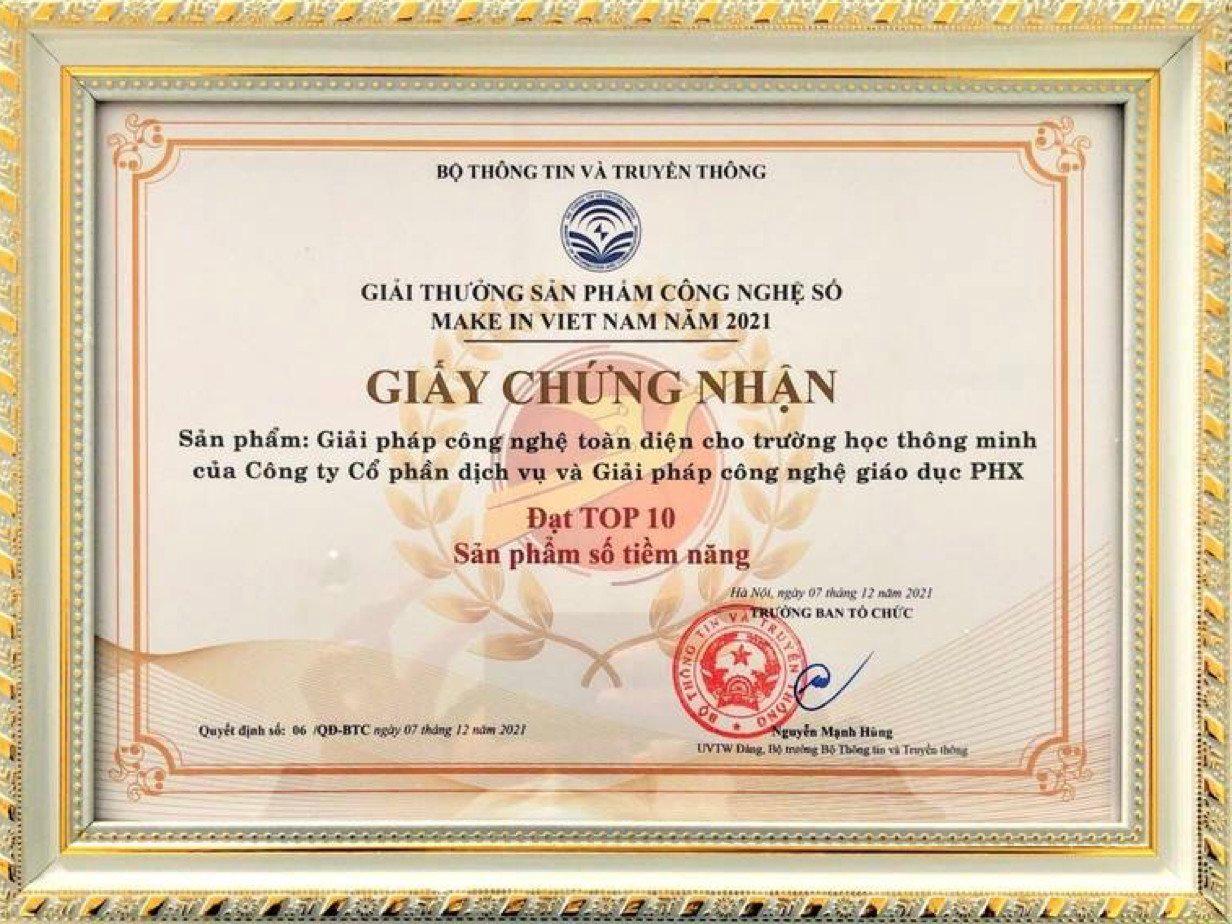 BỘ THÔNG TIN VÀ TRUYỀN THÔNG
GIẢI THƯỞNG SẢN PHẨM CÔNG NGHỆ SỐ
MAKE IN VIET NAM NĂM 2021
GIẤY CHỨNG NHẬN
Sản phẩm: Giải pháp công nghệ toàn diện cho trường học thông minh
của Công ty Cổ phần dịch vụ và Giải pháp công nghệ giáo dục PHX
Đạt TOP 10
Sản phẩm số tiềm năng
Hà Nội, ngày 07 tháng 12 năm 2021
TRƯỞNG BAN TỔ CHỨC
BỘ THÔNG TIN VÀ TRUYỀN THÔNG
Quyết định số: 06 /QĐ-BTC ngày 07 tháng 12 năm 2021
Nguyễn Mạnh Hùng
UVTW Đảng, Bộ trưởng Bộ Thông tin và Truyền thông